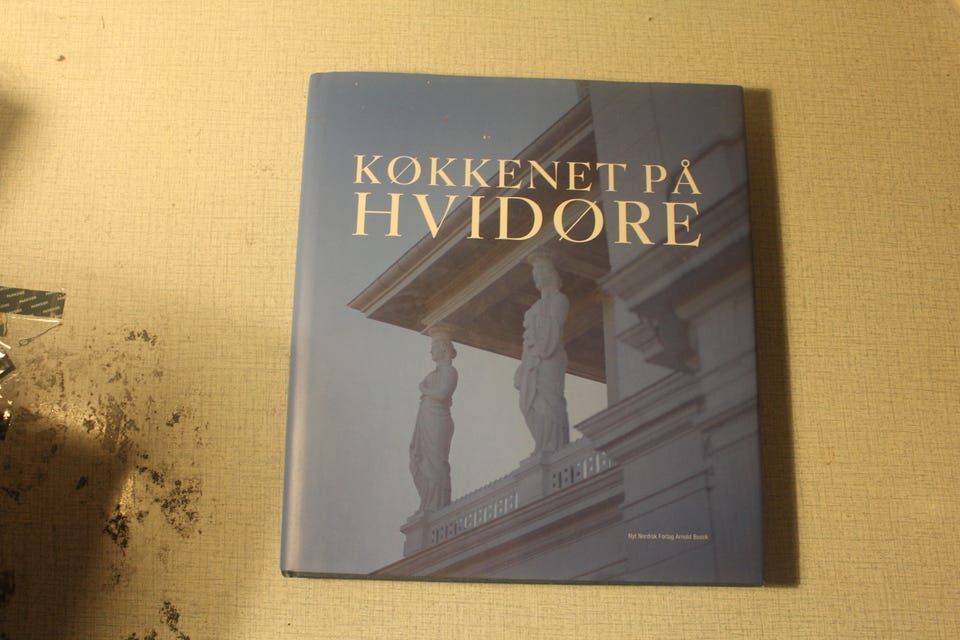 KØKKENET PÅ
HVIDØRE
Nyt Nordisk Forlag Arnold Busck